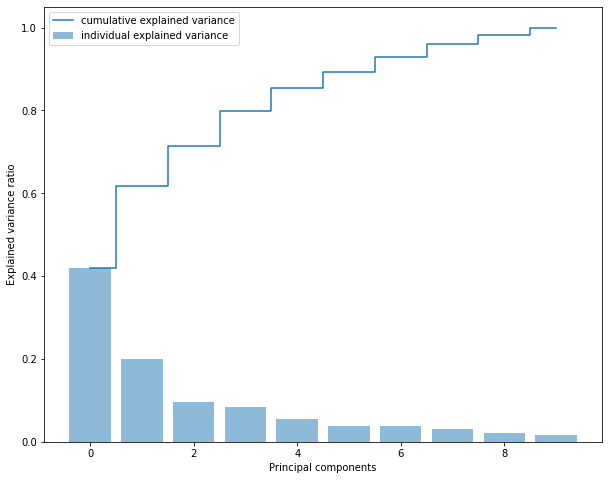 cumulative explained variance
individual explained variance
1.0
0.8
0.6
0.4
0.2
0.0
Explained variance ratio
0 2 4 6 8
Principal components